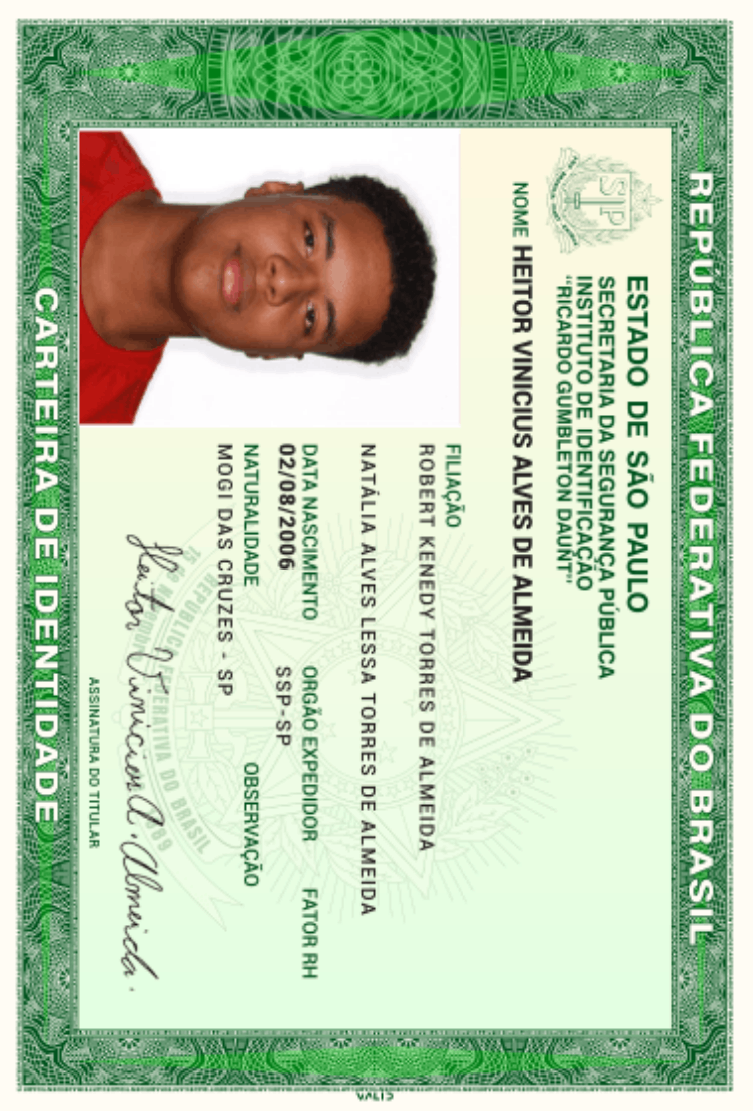 REPÚBLICA FEDERATIVA DO BRASIL
ESTADO DE SÃO PAULO
SECRETARIA DA SEGURANÇA PÚBLICA
INSTITUTO DE IDENTIFICAÇÃO
"RICARDO GUMBLETON DAUNT"
NOME HEITOR VINICIUS ALVES DE ALMEIDA
FILIAÇÃO
ROBERT KENEDY TORRES DE ALMEIDA
NATÁLIA ALVES LESSA TORRES DE ALMEIDA
DATA NASCIMENTO ORGÃO EXPEDIDOR FATOR RH
02/08/2006 SSP-SP
NATURALIDADE OBSERVAÇÃO
MOGI DAS CRUZES - SP
Heitor Vinicius A. Almeida.
ASSINATURA DO TITULAR
CARTEIRA DE IDENTIDADE